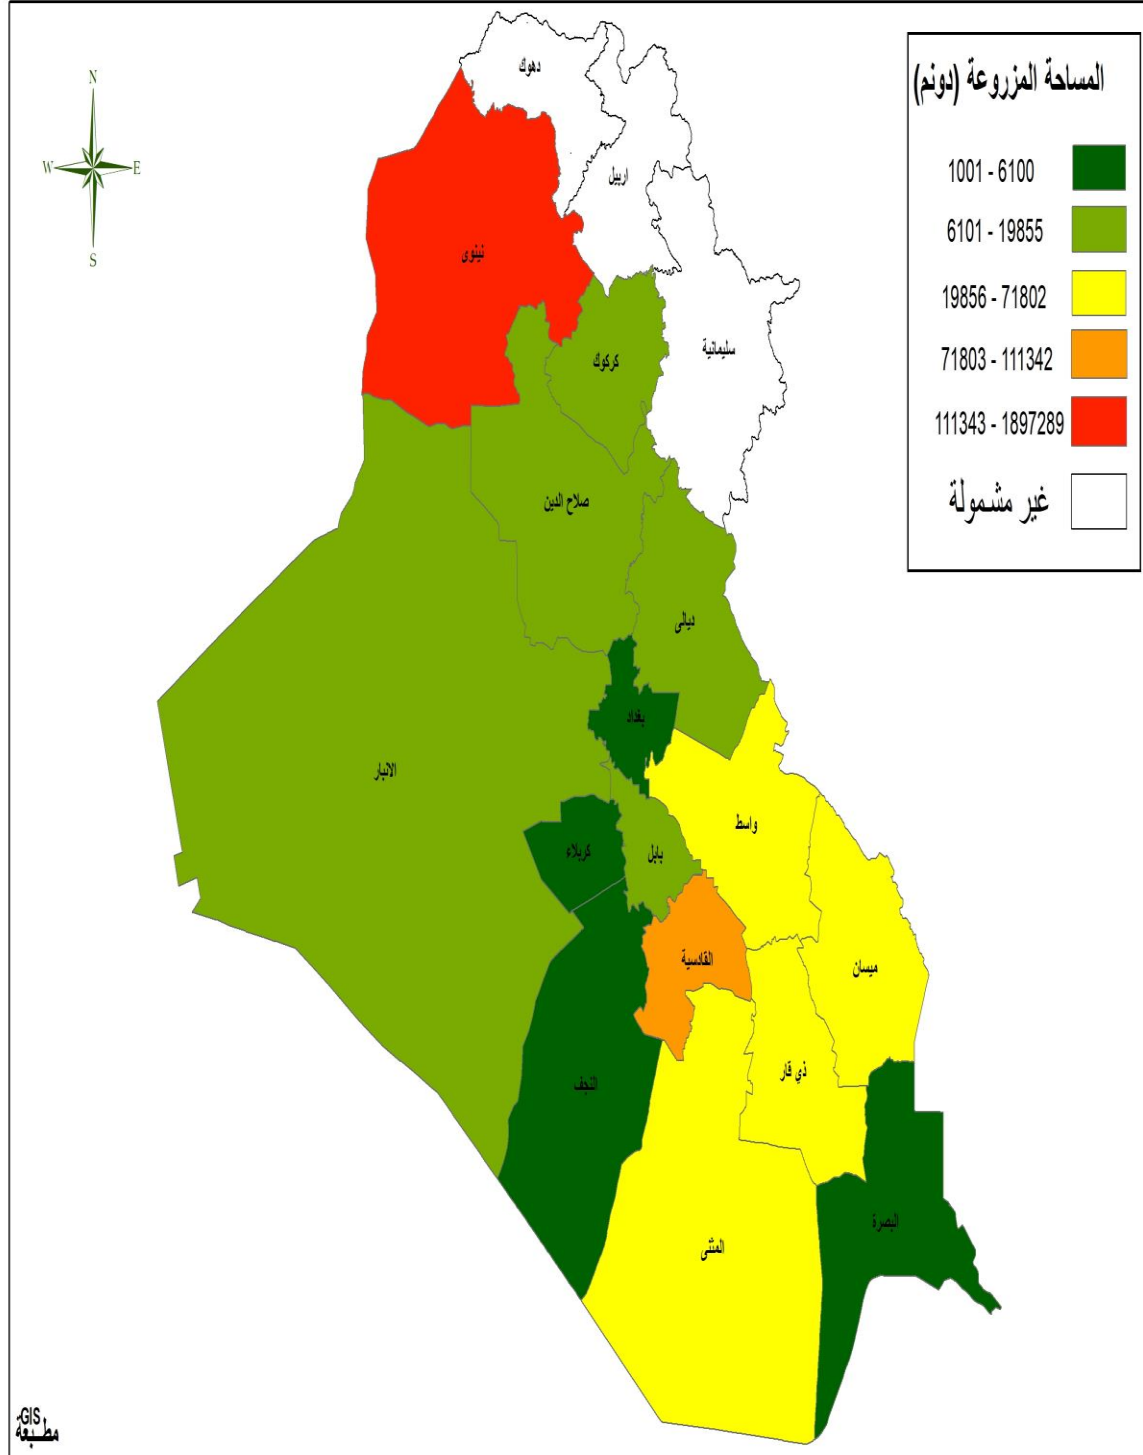 المساحة المزروعة (دونم)
1001 - 6100
6101 - 19855
19856 - 71802
71803 - 111342
111343 - 1897289
غير مشمولة
N
W
E
S
دهوك
اربيل
نينوى
سليمانية
كركوك
صلاح الدين
ديالى
بغداد
الانبار
واسط
كربلاء
بابل
القادسية
ميسان
ذي قار
النجف
البصرة
المثنى
GIS
مطبعة